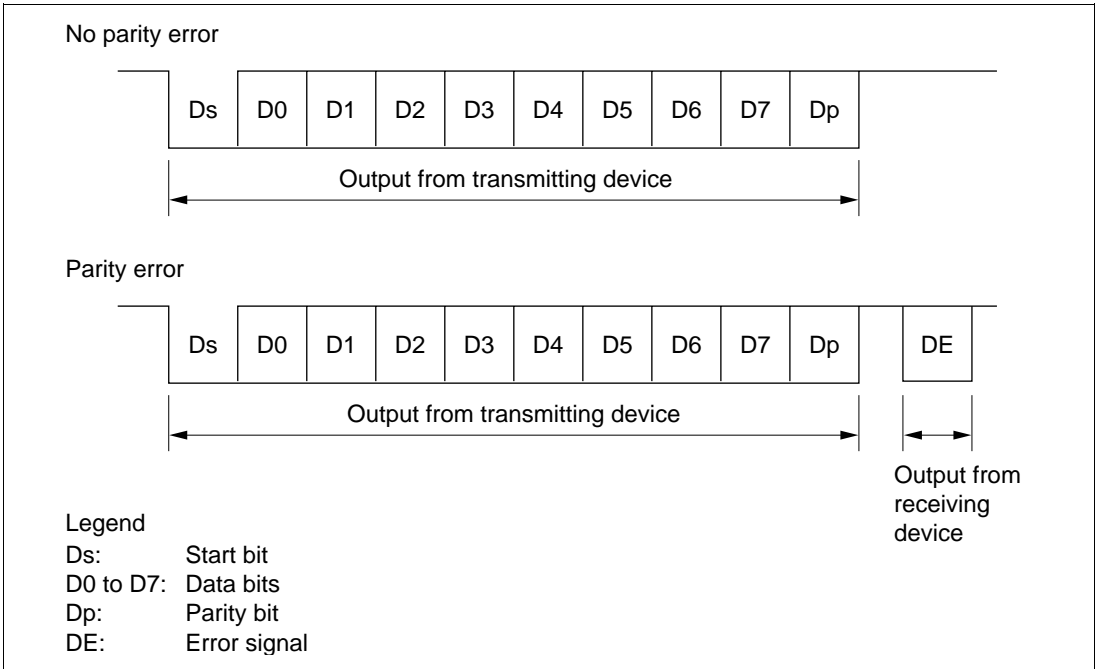 No parity error
Ds D0 D1 D2 D3 D4 D5 D6 D7 Dp
Output from transmitting device
Parity error
Ds D0 D1 D2 D3 D4 D5 D6 D7 Dp DE
Output from transmitting device
Output from
receiving
device
Legend
Ds: Start bit
D0 to D7: Data bits
Dp: Parity bit
DE: Error signal